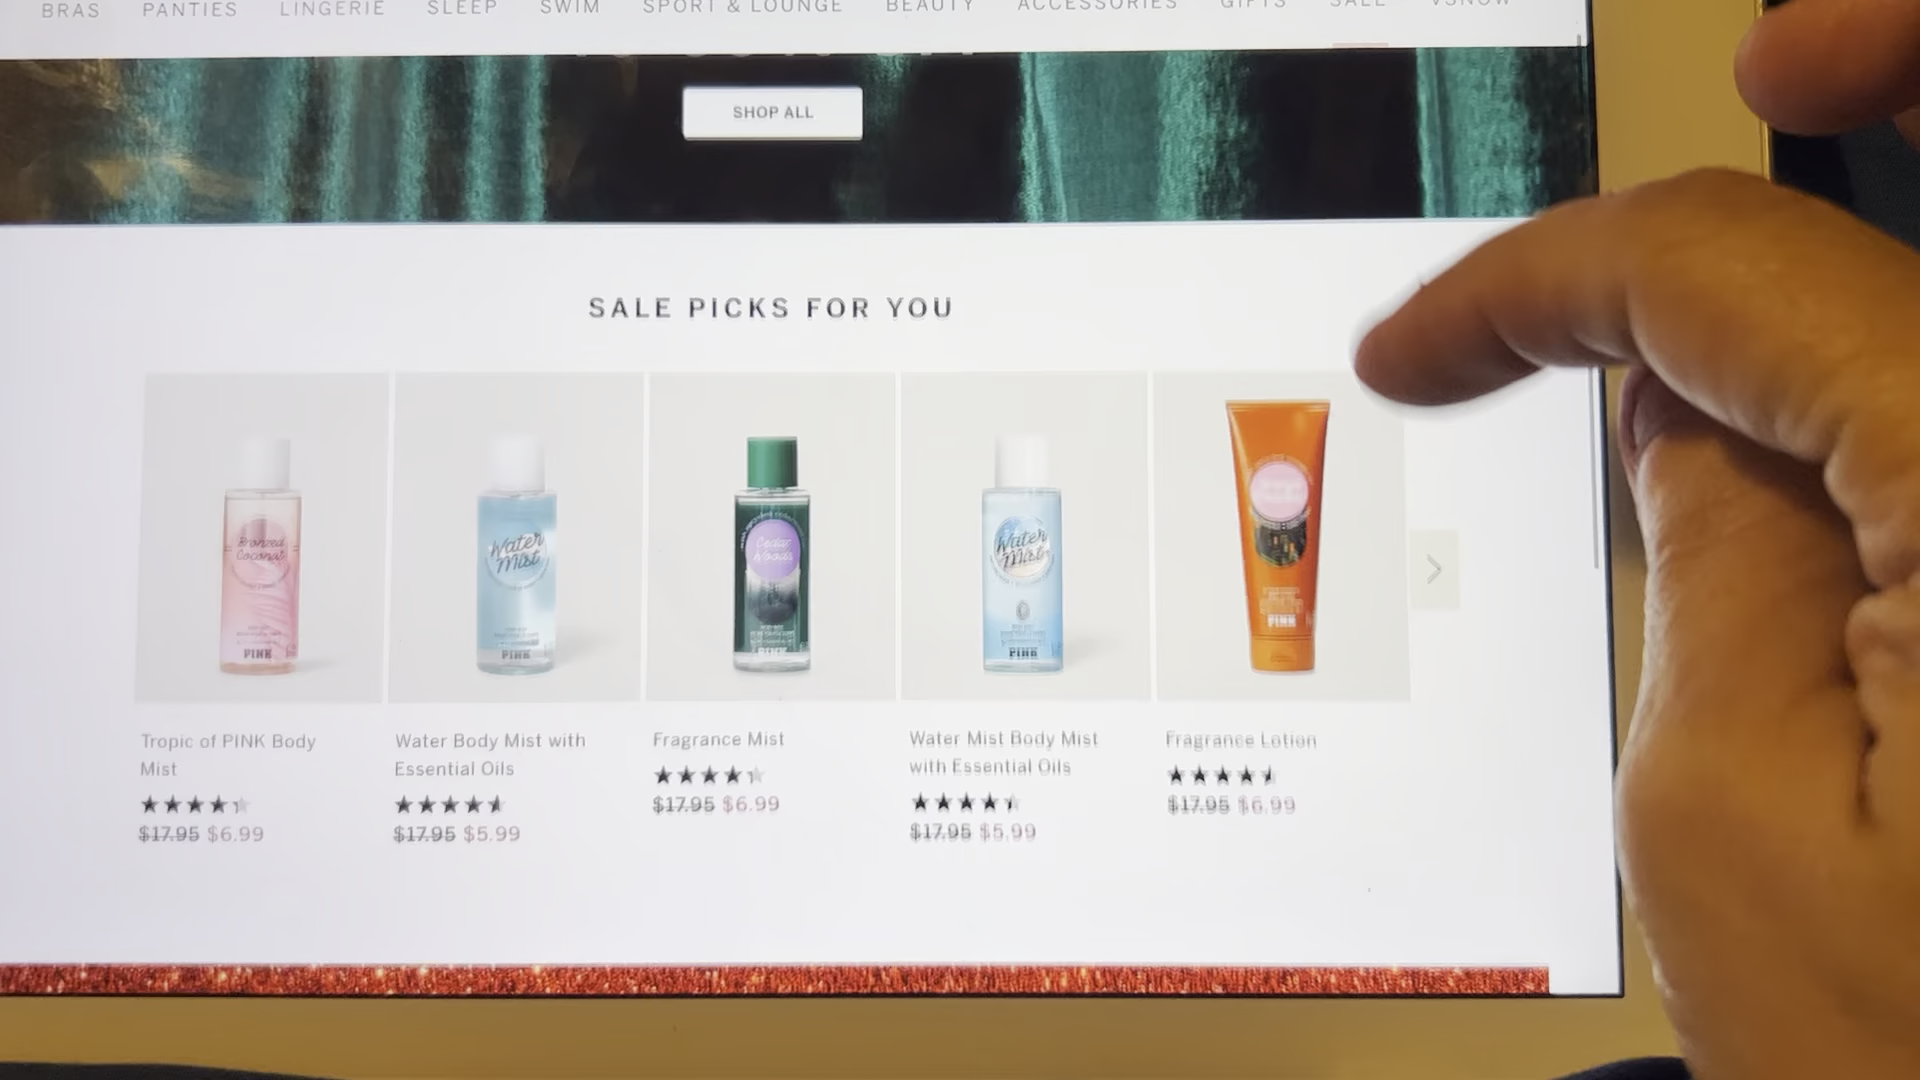 BRAS PANTIES LINGERIE SLEEP SWIM SPORT & LOUNGE BEAUTY ACCESSORIES GIFTS SALE VSNOW
SHOP ALL
SALE PICKS FOR YOU
Bronzed
Coconut
PINK
Water
Mist
PINK
Cedar
Woods
PINK
Water
Mist
PINK
PINK
Tropic of PINK Body
Mist
$17.95 $6.99
Water Body Mist with
Essential Oils
$17.95 $5.99
Fragrance Mist
$17.95 $6.99
Water Mist Body Mist
with Essential Oils
$17.95 $5.99
Fragrance Lotion
$17.95 $6.99